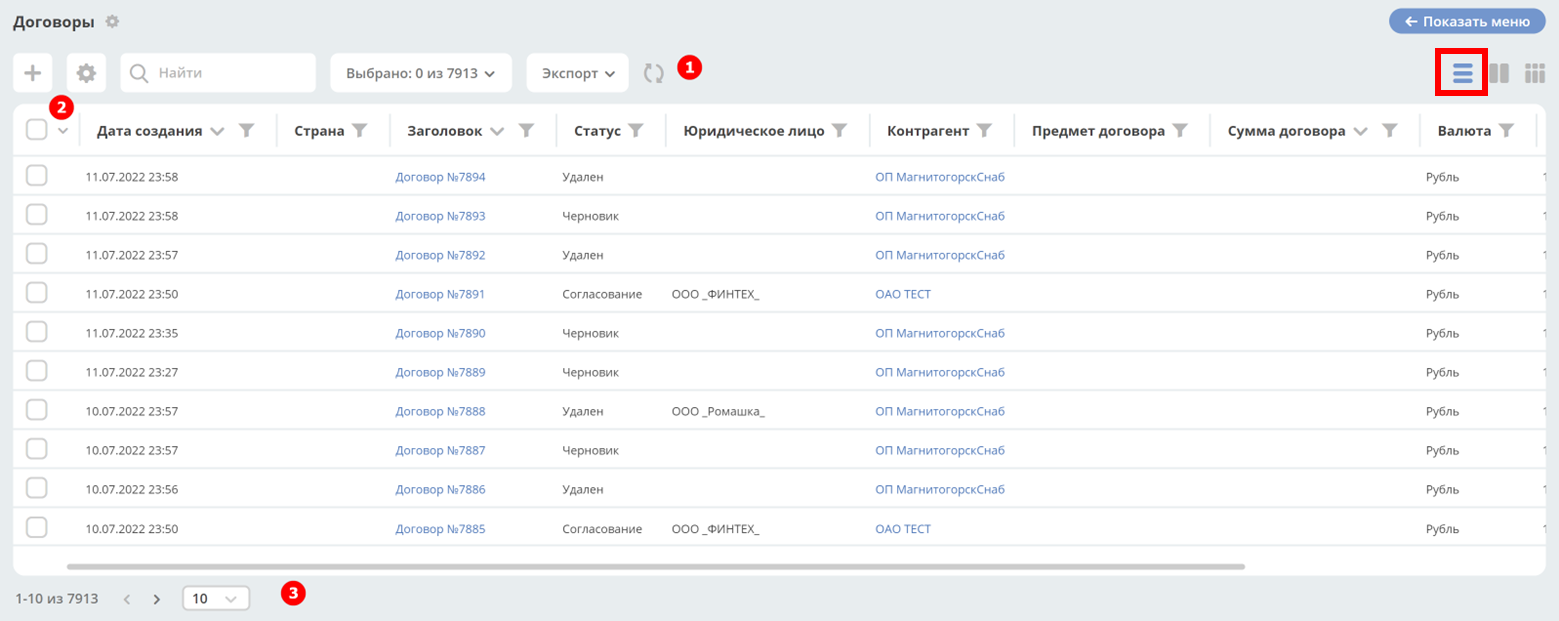 Договоры
← Показать меню
Найти Выбрано: 0 из 7913 Экспорт 1
2
Дата создания Страна Заголовок Статус Юридическое лицо Контрагент Предмет договора Сумма договора Валюта
11.07.2022 23:58 Договор №7894 Удален ОП МагнитогорскСнаб Рубль
11.07.2022 23:58 Договор №7893 Черновик ОП МагнитогорскСнаб Рубль
11.07.2022 23:57 Договор №7892 Удален ОП МагнитогорскСнаб Рубль
11.07.2022 23:50 Договор №7891 Согласование ООО _ФИНТЕХ_ ОАО ТЕСТ Рубль
11.07.2022 23:35 Договор №7890 Черновик ОП МагнитогорскСнаб Рубль
11.07.2022 23:27 Договор №7889 Черновик ОП МагнитогорскСнаб Рубль
10.07.2022 23:57 Договор №7888 Удален ООО _Ромашка_ ОП МагнитогорскСнаб Рубль
10.07.2022 23:57 Договор №7887 Черновик ОП МагнитогорскСнаб Рубль
10.07.2022 23:56 Договор №7886 Удален ОП МагнитогорскСнаб Рубль
10.07.2022 23:50 Договор №7885 Согласование ООО _ФИНТЕХ_ ОАО ТЕСТ Рубль
1-10 из 7913 10 3